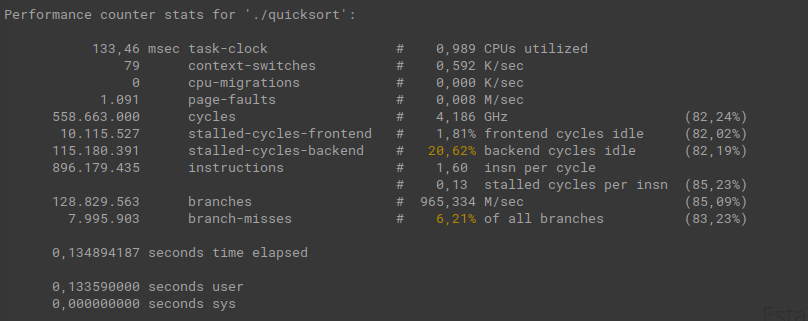 Performance counter stats for './quicksort':
133,46 msec task-clock # 0,989 CPUs utilized
79 context-switches # 0,592 K/sec
0 cpu-migrations # 0,000 K/sec
1.091 page-faults # 0,008 M/sec
558.663.000 cycles # 4,186 GHz (82,24%)
10.115.527 stalled-cycles-frontend # 1,81% frontend cycles idle (82,02%)
115.180.391 stalled-cycles-backend # 20,62% backend cycles idle (82,19%)
896.179.435 instructions # 1,60 insn per cycle
# 0,13 stalled cycles per insn (85,23%)
128.829.563 branches # 965,334 M/sec (85,09%)
7.995.903 branch-misses # 6,21% of all branches (83,23%)
0,134894187 seconds time elapsed
0,133590000 seconds user
0,000000000 seconds sys